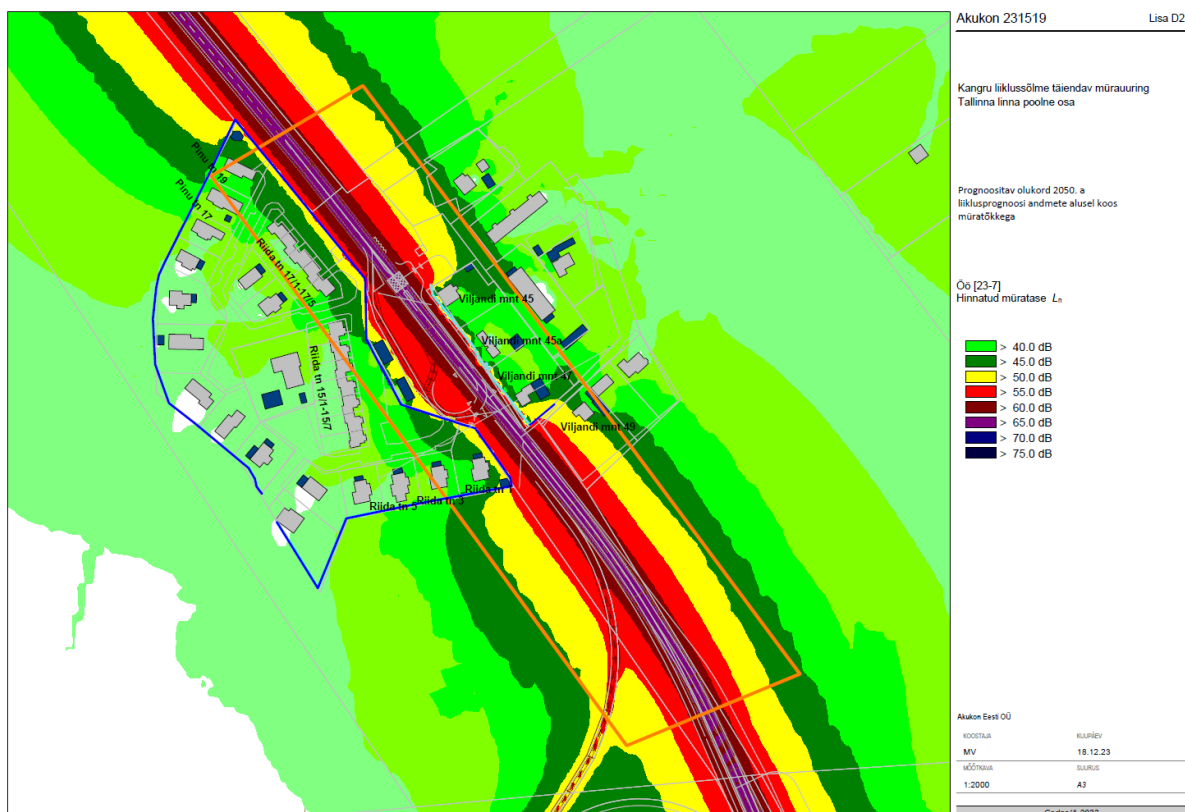 Akukon 231519
Lisa D2
Kangru liiklussõlme täiendav mürauuring
Tallinna linna poolne osa
Prognoositav olukord 2050. a
liiklusprognoosi andmete alusel koos
müratõkkega
Öö [23-7]
Hinnatud müratase Ln
> 40.0 dB
> 45.0 dB
> 50.0 dB
> 55.0 dB
> 60.0 dB
> 65.0 dB
> 70.0 dB
> 75.0 dB
Pinu tn 19
Pinu tn 17
Riida tn 17/1-17/5
Riida tn 15/1-15/7
Viljandi mnt 45
Viljandi mnt 45a
Viljandi mnt 47
Viljandi mnt 49
Riida tn 1
Riida tn 3
Riida tn 5
Akukon Eesti OÜ
KOOSTAJA
KUUPÄEV
MV
18.12.23
MÕÕTKAVA
SUURUS
1:2000
A3